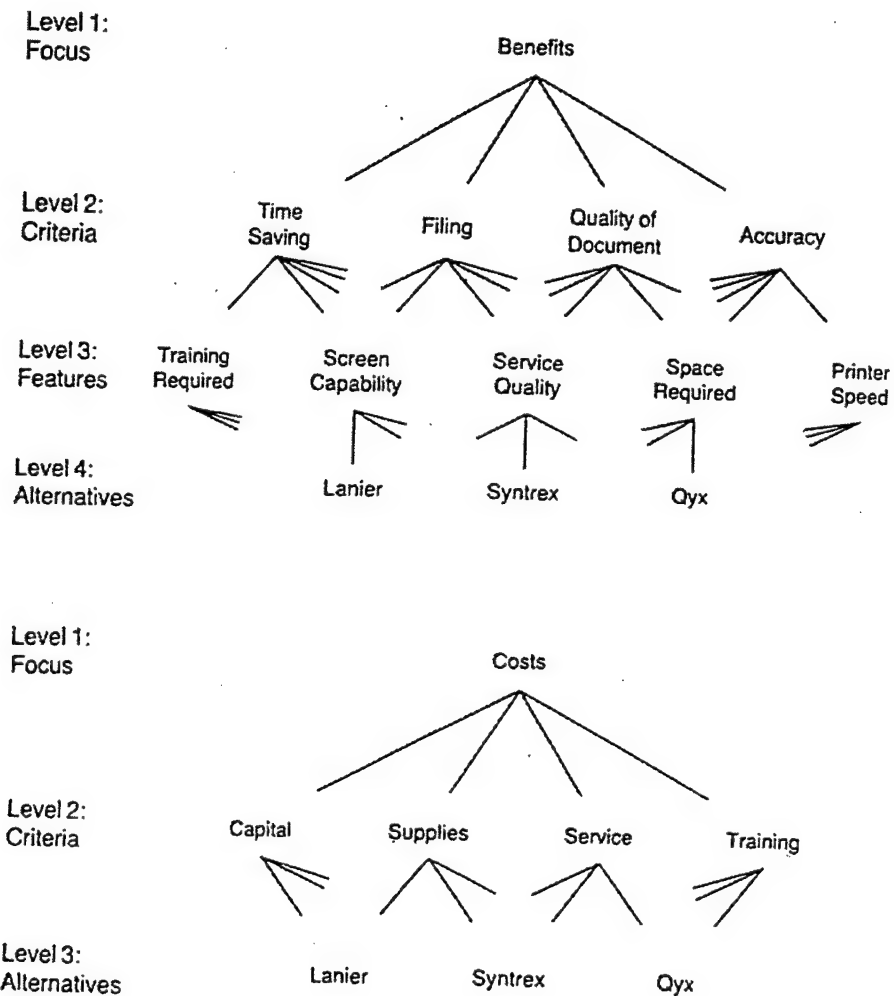 Level 1:
Focus
Benefits
Level 2:
Criteria
Time
Saving
Filing
Quality of
Document
Accuracy
Level 3:
Features
Training
Required
Screen
Capability
Service
Quality
Space
Required
Printer
Speed
Level 4:
Alternatives
Lanier
Syntrex
Qyx
Level 1:
Focus
Costs
Level 2:
Criteria
Capital
Supplies
Service
Training
Level 3:
Alternatives
Lanier
Syntrex
Qyx